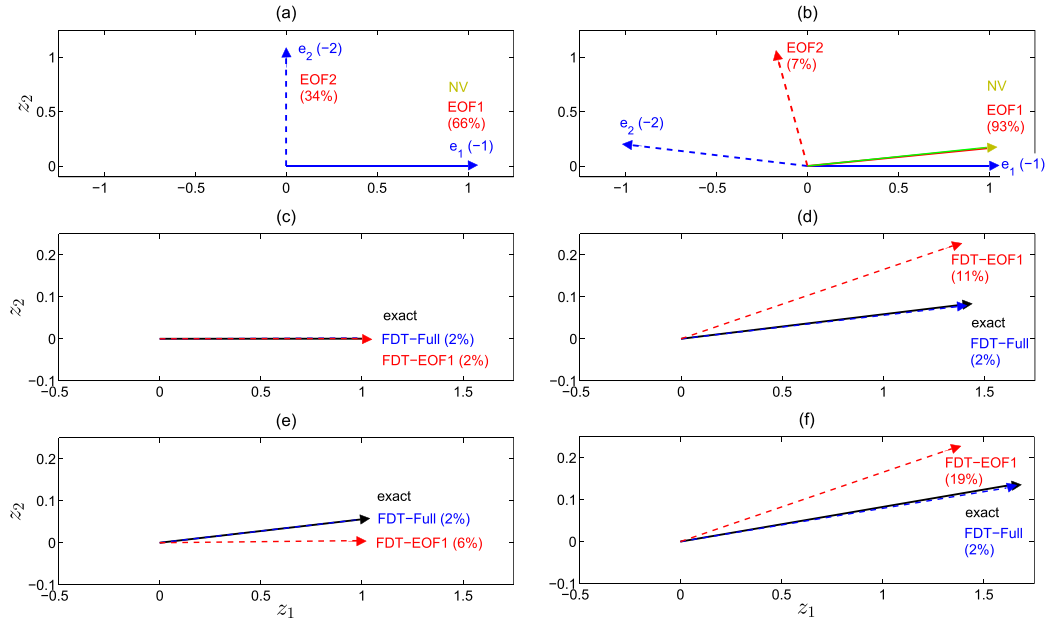 (a)
z2
1
0.5
0
−1
0
0.5
1
e2 (−2)
EOF2
(34%)
NV
EOF1
(66%)
e1 (−1)
(b)
1
0.5
0
−1
−0.5
0
0.5
1
EOF2
(7%)
e2 (−2)
NV
EOF1
(93%)
e1 (−1)
(c)
z2
0.2
0.1
0
−0.1
−0.5
0
0.5
1
1.5
exact
FDT−Full (2%)
FDT−EOF1 (2%)
(d)
0.2
0.1
0
−0.1
−0.5
0
0.5
1
1.5
FDT−EOF1
(11%)
exact
FDT−Full
(2%)
(e)
z2
0.2
0.1
0
−0.1
−0.5
0
0.5
1
1.5
z1
exact
FDT−Full (2%)
FDT−EOF1 (6%)
(f)
0.2
0.1
0
−0.1
−0.5
0
0.5
1
1.5
z1
FDT−EOF1
(19%)
exact
FDT−Full
(2%)